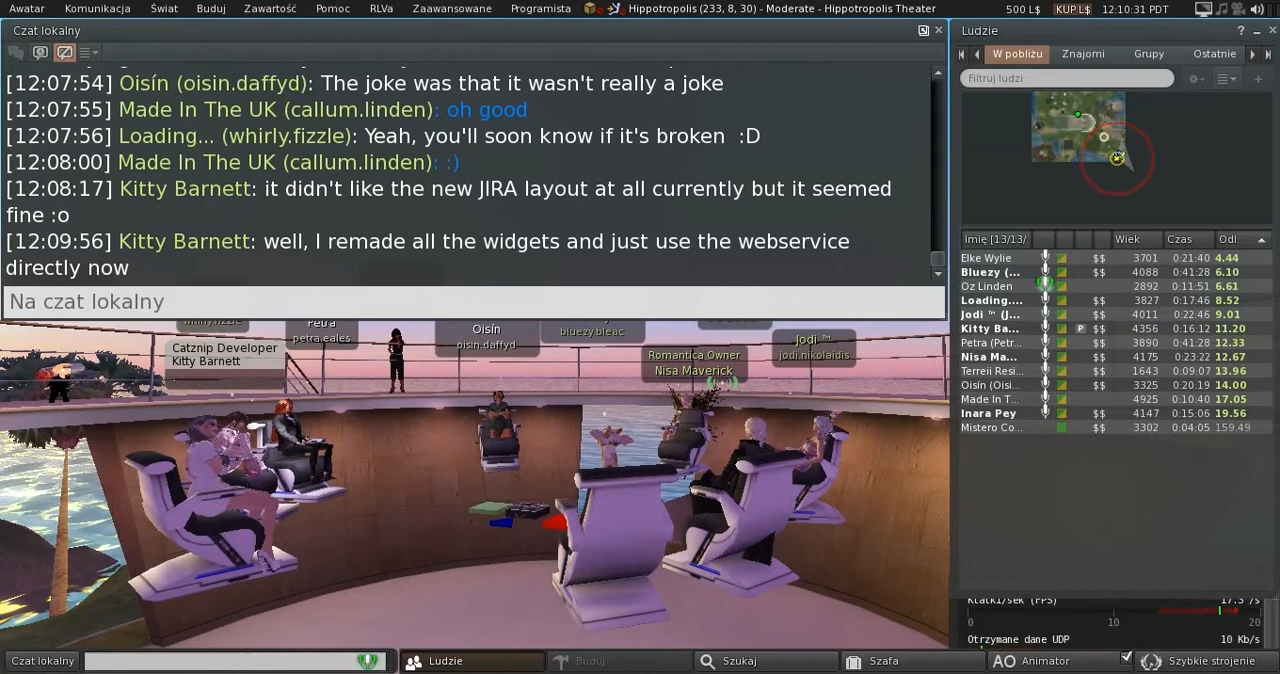 Awatar Komunikacja Świat Buduj Zawartość Pomoc RLVa Zaawansowane Programista Hippotropolis (233, 8, 30) - Moderate - Hippotropolis Theater 500 L$ KUP L$ 12:10:31 PDT
Czat lokalny
[12:07:54] Oisín (oisin.daffyd): The joke was that it wasn't really a joke
[12:07:55] Made In The UK (callum.linden): oh good
[12:07:56] Loading... (whirly.fizzle): Yeah, you'll soon know if it's broken :D
[12:08:00] Made In The UK (callum.linden): :)
[12:08:17] Kitty Barnett: it didn't like the new JIRA layout at all currently but it seemed
fine :o
[12:09:56] Kitty Barnett: well, I remade all the widgets and just use the webservice
directly now
Na czat lokalny
whirly.fizzle
Petra
petra.eales
Oisín
oisin.daffyd
bluezy.bleac
Jodi ™
jodi.nikolaidis
Catznip Developer
Kitty Barnett
Romantica Owner
Nisa Maverick
Ludzie
W pobliżu Znajomi Grupy Ostatnie
Filtruj ludzi
Imię [13/13/ Wiek Czas Odl.
Elke Wylie $$ 3701 0:21:40 4.44
Bluezy (... $$ 4088 0:41:28 6.10
Oz Linden 2892 0:11:51 6.61
Loading.... $$ 3827 0:17:46 8.52
Jodi ™ (J... $$ 4011 0:22:46 9.01
Kitty Ba... P $$ 4356 0:16:12 11.20
Petra (Petr... $$ 3890 0:41:28 12.33
Nisa Ma... $$ 4175 0:23:22 12.67
Terreii Resi... $$ 1643 0:09:07 13.96
Oisín (Oisi... $$ 3325 0:20:19 14.00
Made In T... 4925 0:10:40 17.05
Inara Pey $$ 4147 0:15:06 19.56
Mistero Co... $$ 3302 0:04:05 159.49
Klatki/sek (FPS) 17.3 /s
0 10 20
Otrzymane dane UDP 10 Kb/s
Czat lokalny Ludzie Buduj Szukaj Szafa AO Animator Szybkie strojenie